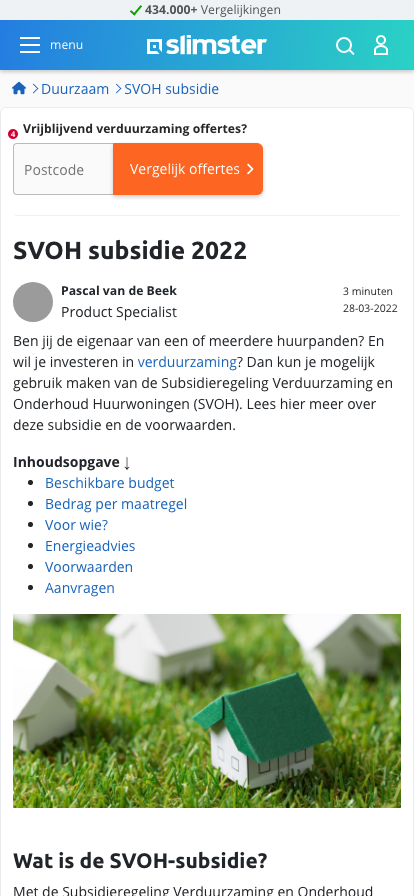 434.000+ Vergelijkingen
menu
slimster
Duurzaam
SVOH subsidie
4
Vrijblijvend verduurzaming offertes?
Postcode
Vergelijk offertes
SVOH subsidie 2022
Pascal van de Beek
Product Specialist
3 minuten
28-03-2022
Ben jij de eigenaar van een of meerdere huurpanden? En
wil je investeren in verduurzaming? Dan kun je mogelijk
gebruik maken van de Subsidieregeling Verduurzaming en
Onderhoud Huurwoningen (SVOH). Lees hier meer over
deze subsidie en de voorwaarden.
Inhoudsopgave ↓
Beschikbare budget
Bedrag per maatregel
Voor wie?
Energieadvies
Voorwaarden
Aanvragen
Wat is de SVOH-subsidie?
Met de Subsidieregeling Verduurzaming en Onderhoud